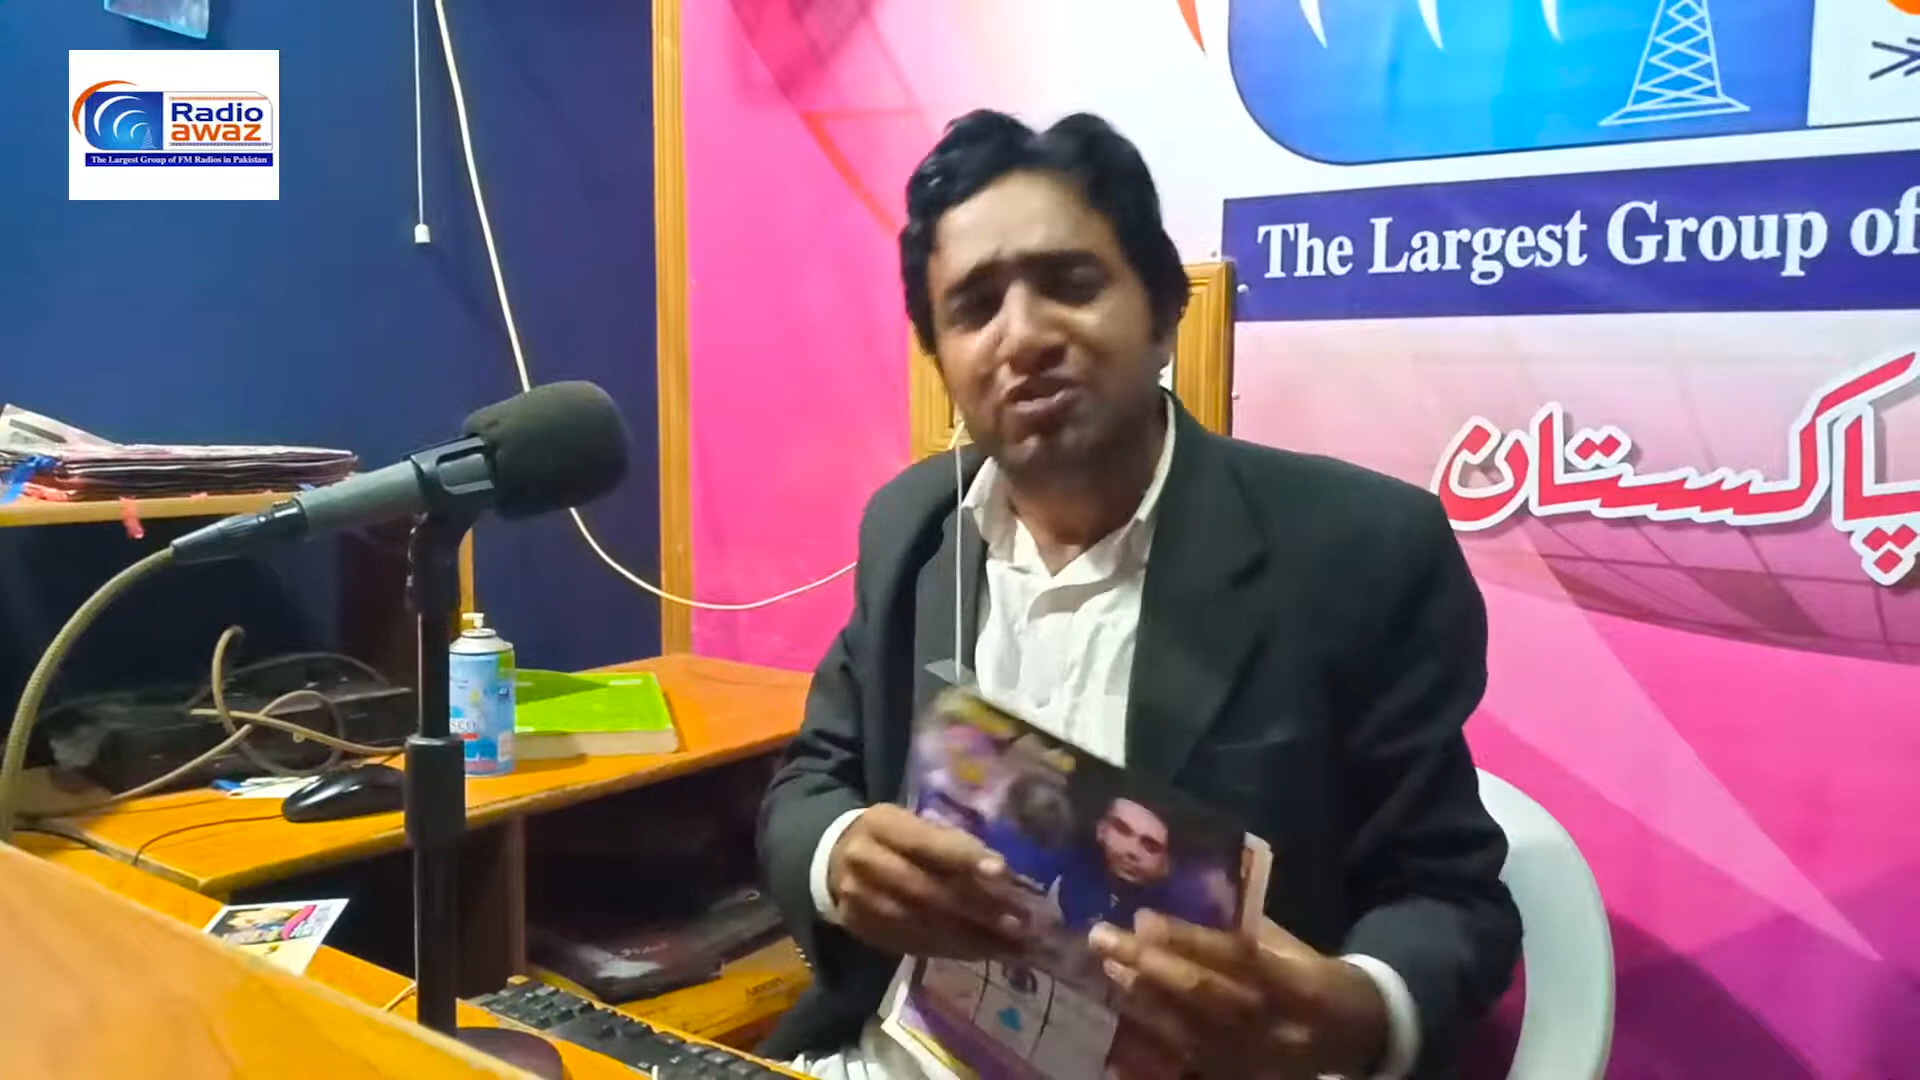 Radio
awaz
The Largest Group of FM Radios in Pakistan
The Largest Group of
پاکستان